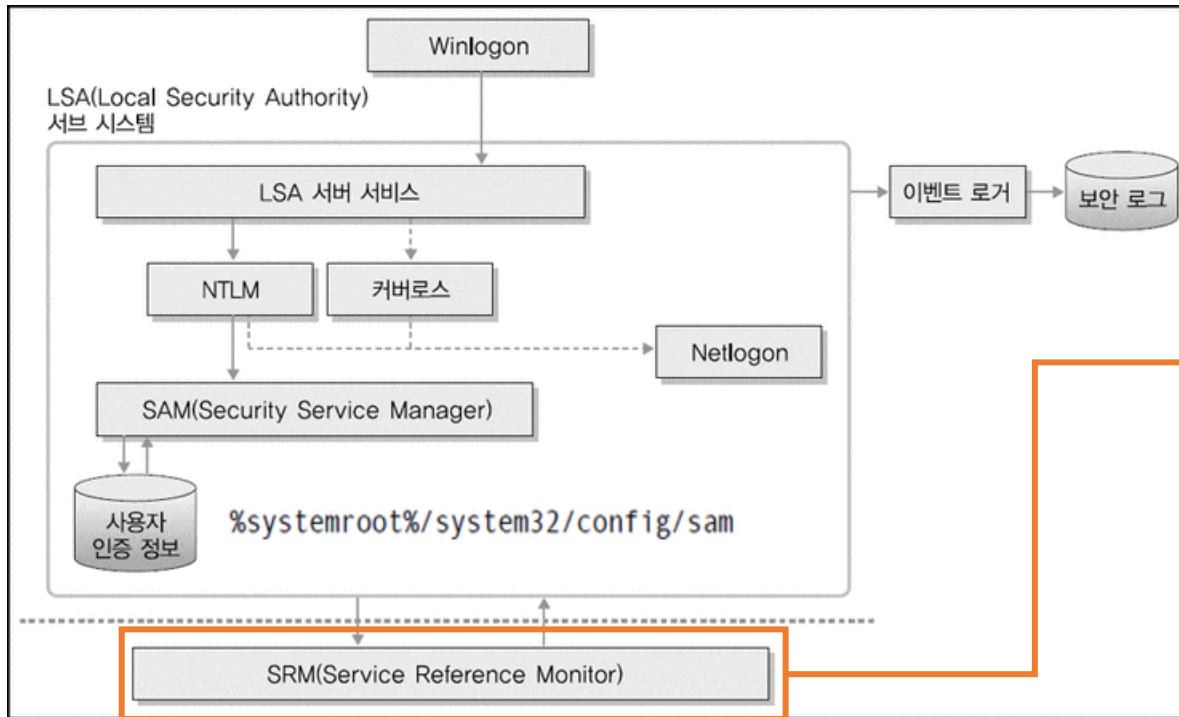 Winlogon
LSA(Local Security Authority)
서브 시스템
LSA 서버 서비스
이벤트 로거
보안 로그
NTLM
커버로스
Netlogon
SAM(Security Service Manager)
사용자
인증 정보
%systemroot%/system32/config/sam
SRM(Service Reference Monitor)